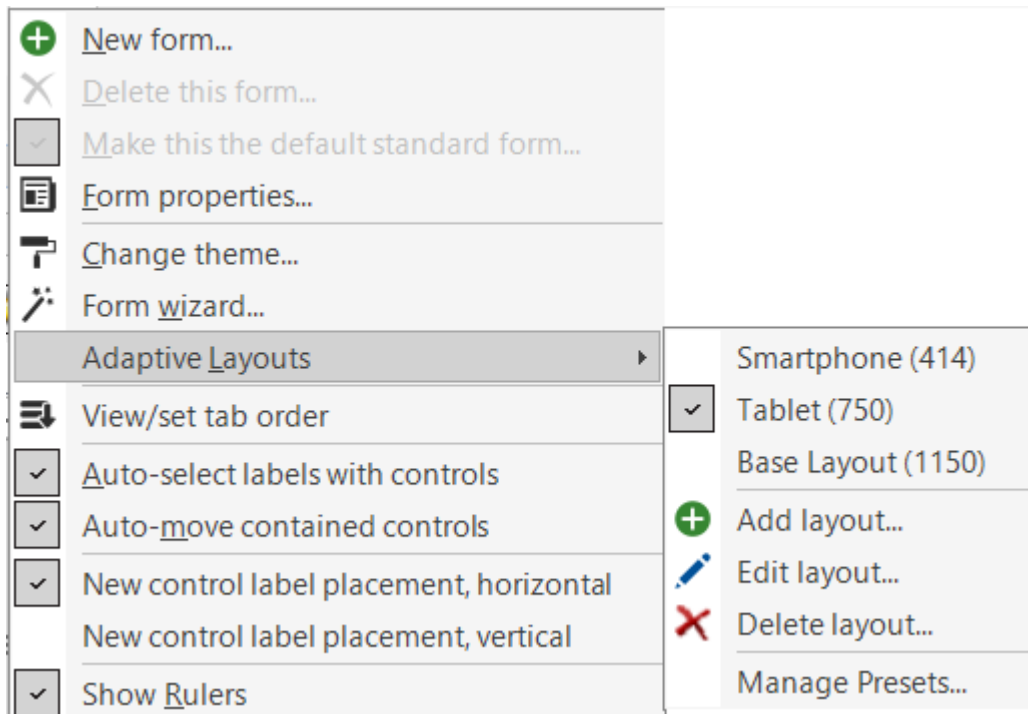 New form...
Delete this form...
Make this the default standard form...
Form properties...
Change theme...
Form wizard...
Adaptive Layouts
View/set tab order
Auto-select labels with controls
Auto-move contained controls
New control label placement, horizontal
New control label placement, vertical
Show Rulers
Smartphone (414)
Tablet (750)
Base Layout (1150)
Add layout...
Edit layout...
Delete layout...
Manage Presets...